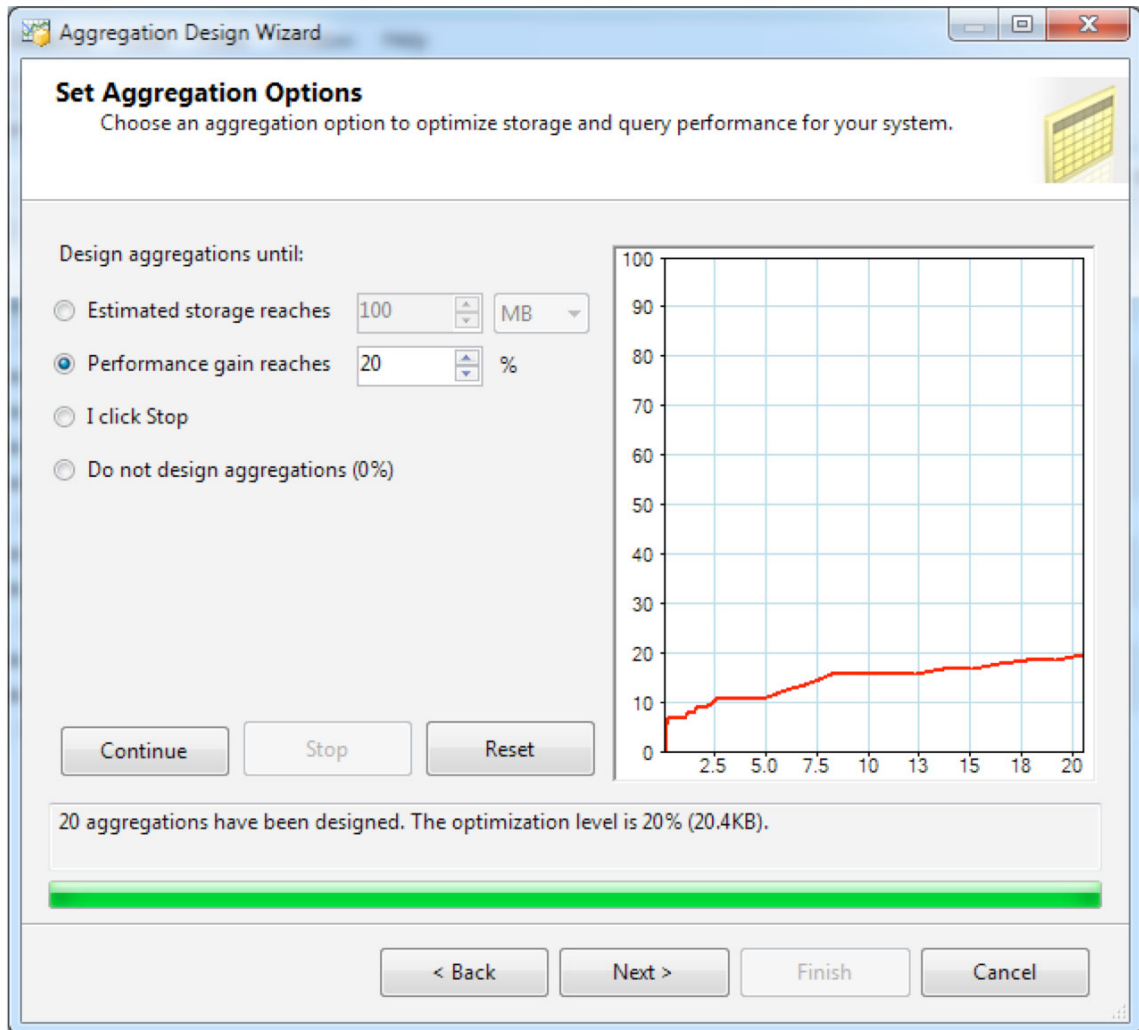 Aggregation Design Wizard
Help
Set Aggregation Options
Choose an aggregation option to optimize storage and query performance for your system.
Design aggregations until:
Estimated storage reaches 100 MB
Performance gain reaches 20 %
I click Stop
Do not design aggregations (0%)
Continue Stop Reset
100
90
80
70
60
50
40
30
20
10
0
2.5 5.0 7.5 10 13 15 18 20
20 aggregations have been designed. The optimization level is 20% (20.4KB).
< Back Next > Finish Cancel